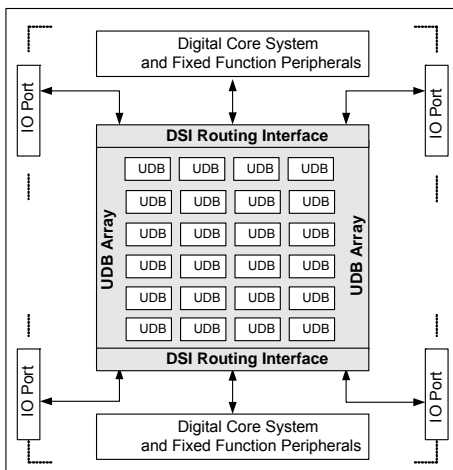 Digital Core System
and Fixed Function Peripherals
IO Port
IO Port
DSI Routing Interface
UDB Array
UDB UDB UDB UDB
UDB UDB UDB UDB
UDB UDB UDB UDB
UDB UDB UDB UDB
UDB UDB UDB UDB
UDB UDB UDB UDB
UDB Array
DSI Routing Interface
IO Port
IO Port
Digital Core System
and Fixed Function Peripherals